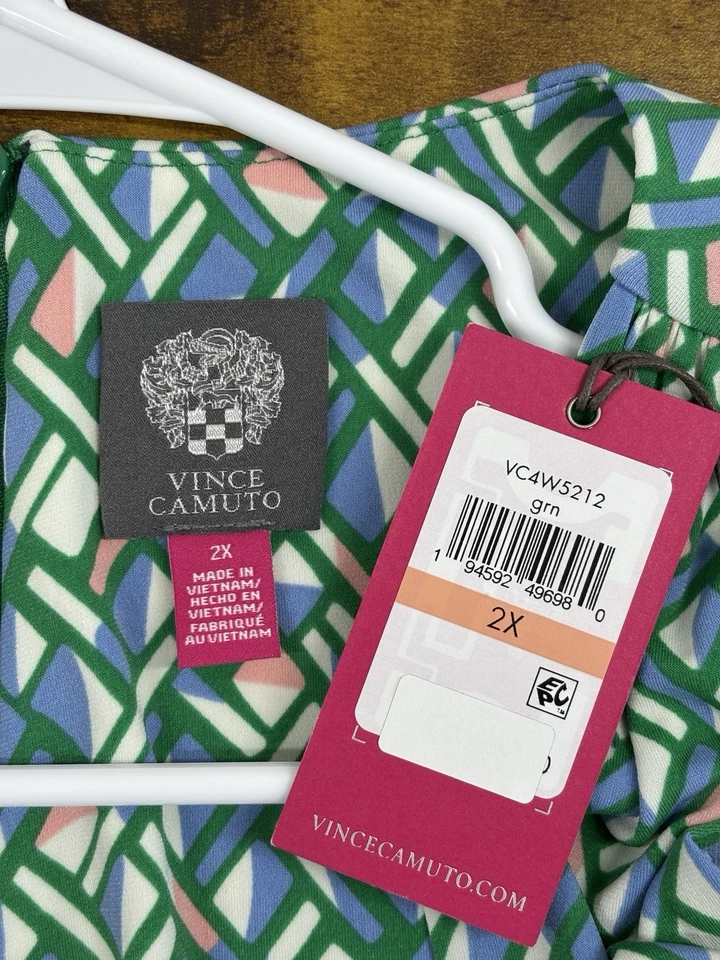 VINCE
CAMUTO
2X
MADE IN
VIETNAM/
HECHO EN
VIETNAM/
FABRIQUÉ
AU VIETNAM
VC4W5212
grn
1 94592 49698 0
2X
EPC™
VINCECAMUTO.COM